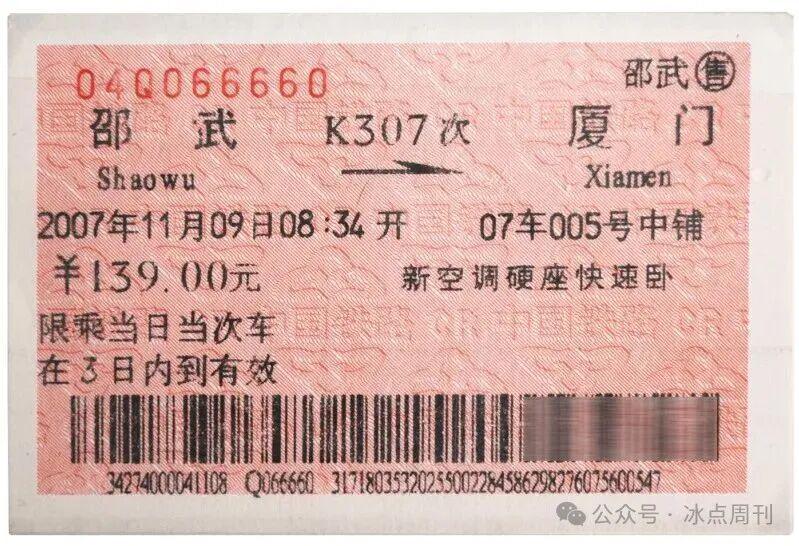 04Q066660
邵武 售
邵武 K307次 厦门
Shaowu Xiamen
2007年11月09日08:34开 07车005号中铺
¥139.00元 新空调硬座快速卧
限乘当日当次车
在3日内到有效
34274000041108 Q066660 3171803532025500228458629827607560​0547
公众号·冰点周刊